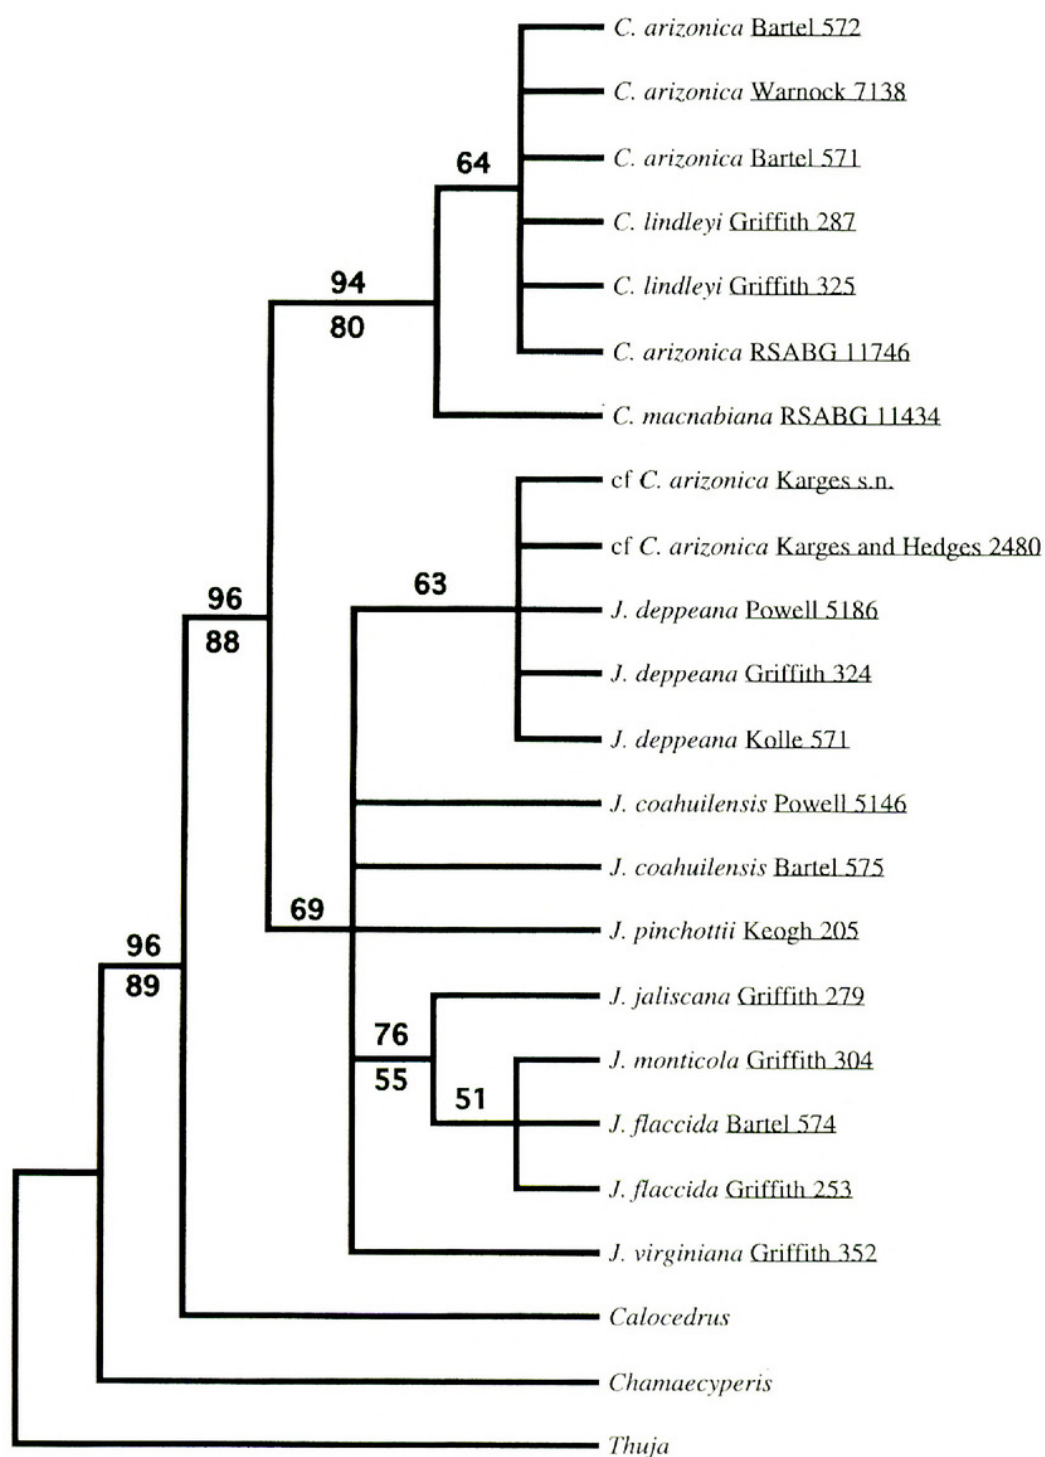 C. arizonica Bartel 572
C. arizonica Warnock 7138
C. arizonica Bartel 571
64
C. lindleyi Griffith 287
94
C. lindleyi Griffith 325
80
C. arizonica RSABG 11746
C. macnabiana RSABG 11434
cf C. arizonica Karges s.n.
cf C. arizonica Karges and Hedges 2480
63
96
J. deppeana Powell 5186
88
J. deppeana Griffith 324
J. deppeana Kolle 571
J. coahuilensis Powell 5146
J. coahuilensis Bartel 575
69
J. pinchottii Keogh 205
96
89
J. jaliscana Griffith 279
76
J. monticola Griffith 304
55
51
J. flaccida Bartel 574
J. flaccida Griffith 253
J. virginiana Griffith 352
Calocedrus
Chamaecyperis
Thuja